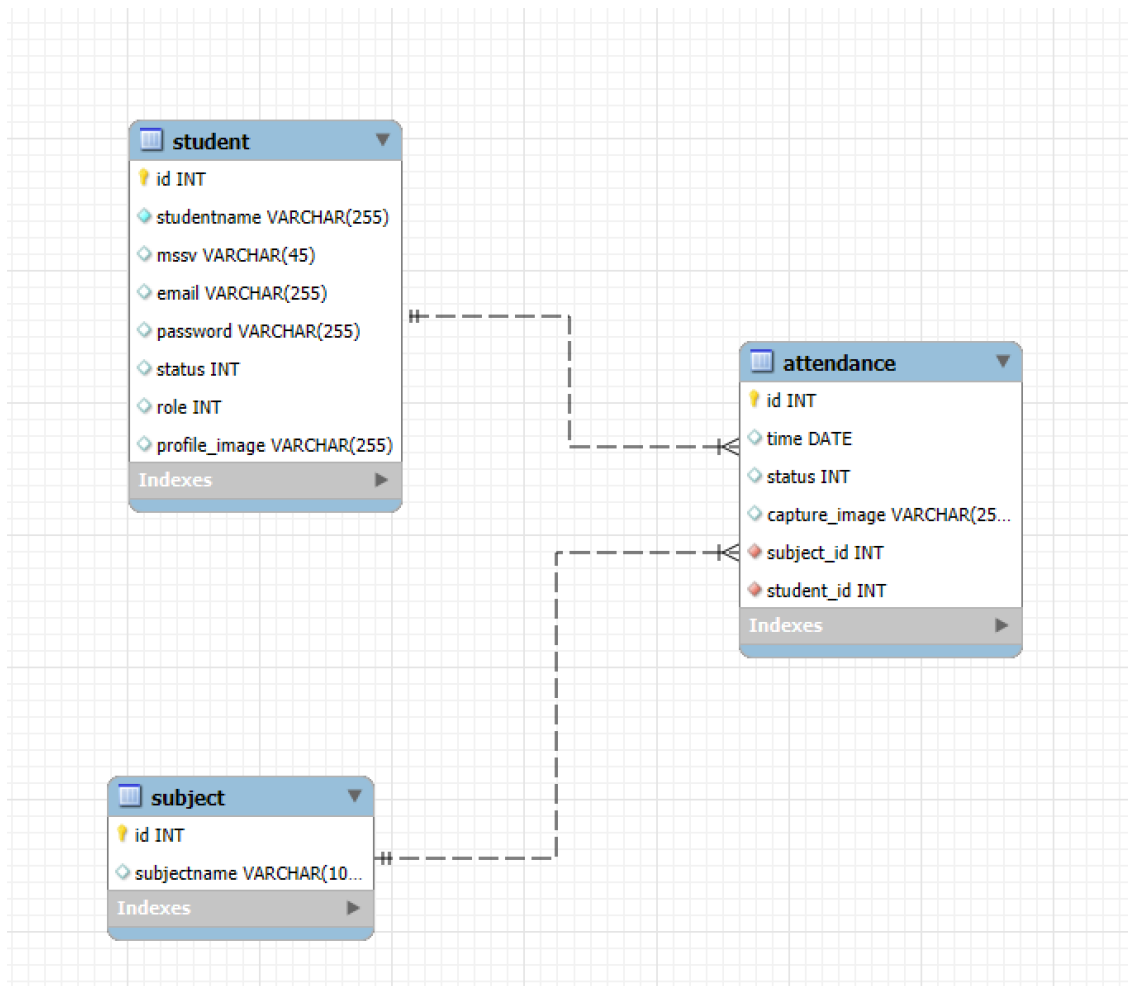 student
id INT
studentname VARCHAR(255)
mssv VARCHAR(45)
email VARCHAR(255)
password VARCHAR(255)
status INT
role INT
profile_image VARCHAR(255)
Indexes
attendance
id INT
time DATE
status INT
capture_image VARCHAR(25...
subject_id INT
student_id INT
Indexes
subject
id INT
subjectname VARCHAR(10...
Indexes